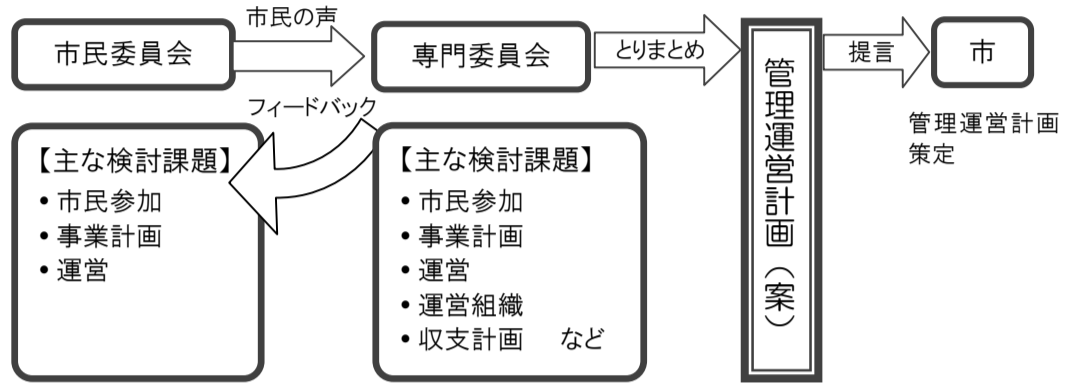 市民委員会
市民の声
専門委員会
とりまとめ
管理運営計画（案）
提言
市
管理運営計画
策定
フィードバック
【主な検討課題】
• 市民参加
• 事業計画
• 運営
【主な検討課題】
• 市民参加
• 事業計画
• 運営
• 運営組織
• 収支計画　など